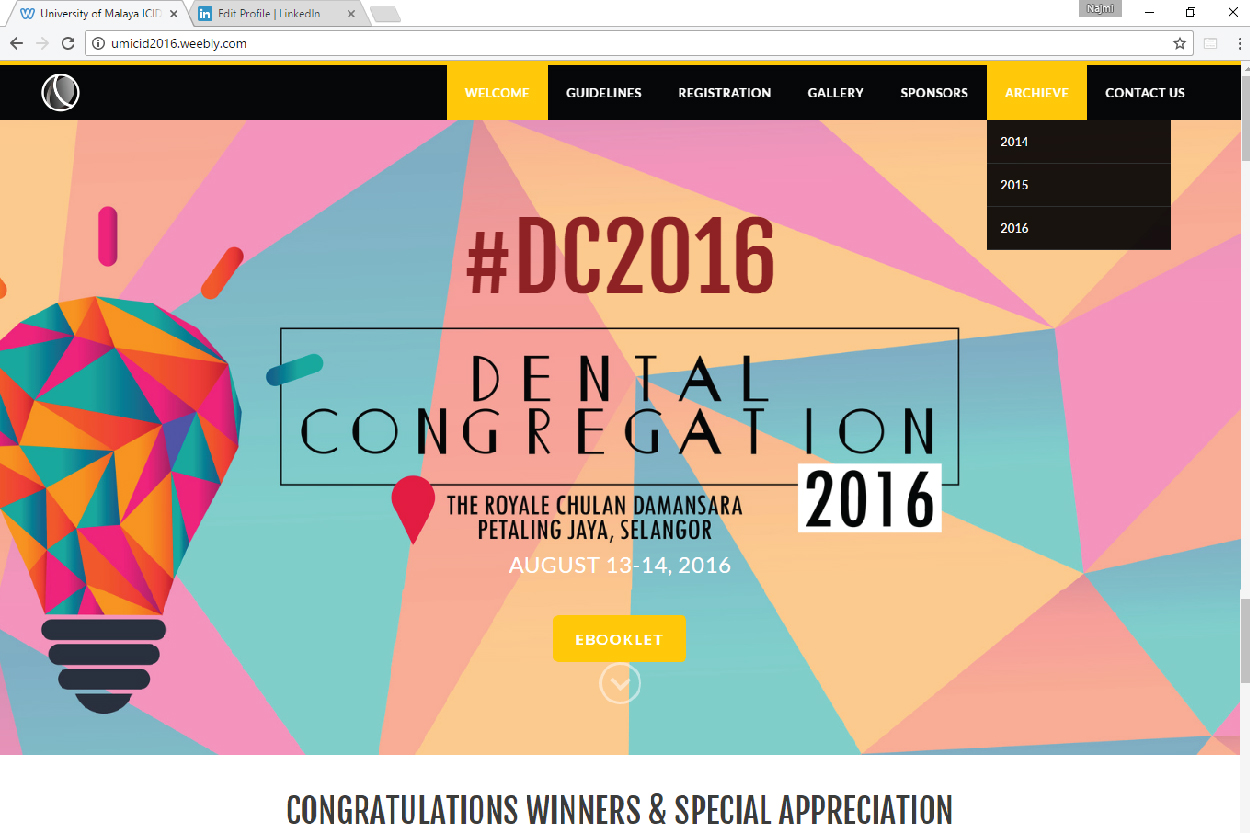 University of Malaya ICID
Edit Profile | LinkedIn
Najmi
umicid2016.weebly.com
WELCOME
GUIDELINES
REGISTRATION
GALLERY
SPONSORS
ARCHIEVE
CONTACT US
2014
2015
2016
#DC2016
DENTAL
CONGREGATION
2016
THE ROYALE CHULAN DAMANSARA
PETALING JAYA, SELANGOR
AUGUST 13-14, 2016
EBOOKLET
CONGRATULATIONS WINNERS & SPECIAL APPRECIATION